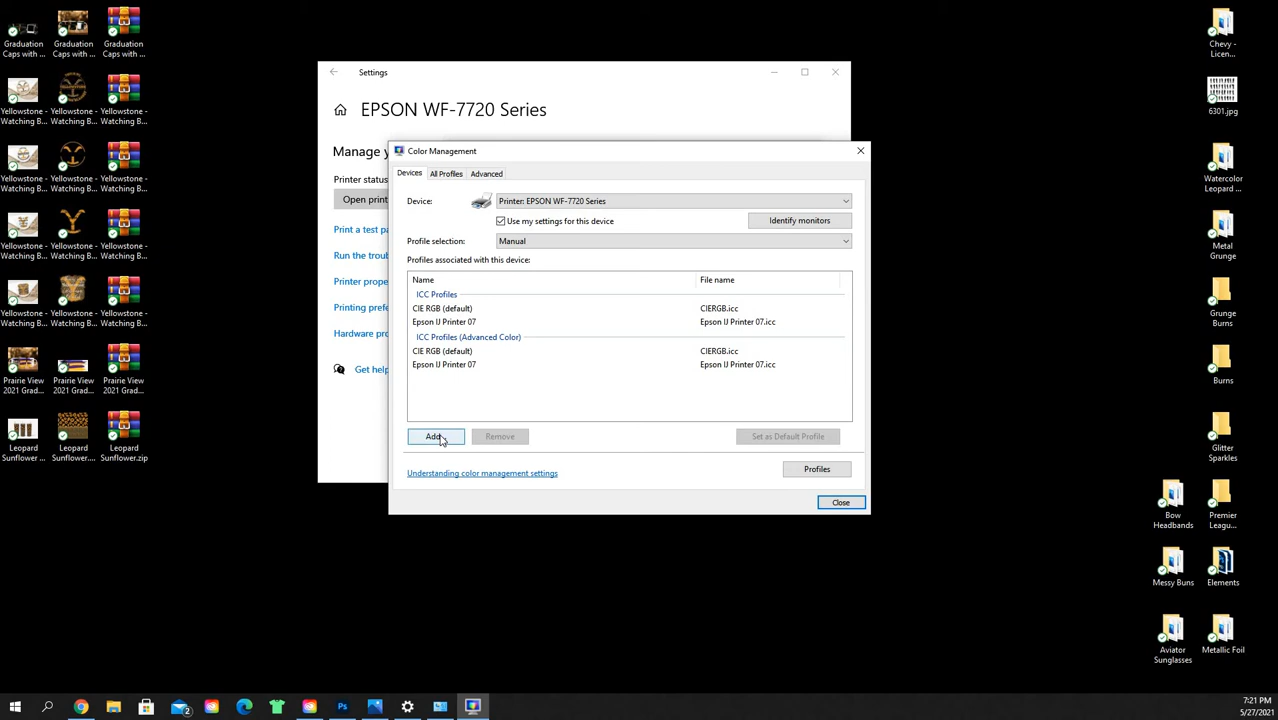 Graduation Caps with ...
Graduation Caps with ...
Graduation Caps with ...
Yellowstone - Watching B...
Yellowstone - Watching B...
Yellowstone - Watching B...
Yellowstone - Watching B...
Yellowstone - Watching B...
Yellowstone - Watching B...
Yellowstone - Watching B...
Yellowstone - Watching B...
Yellowstone - Watching B...
Yellowstone - Watching B...
Yellowstone - Watching B...
Yellowstone - Watching B...
Prairie View 2021 Grad...
Prairie View 2021 Grad...
Prairie View 2021 Grad...
Leopard Sunflower ...
Leopard Sunflower....
Leopard Sunflower.zip
Settings
EPSON WF-7720 Series
Manage y
Printer status
Open print
Print a test pa
Run the troub
Printer prope
Printing prefe
Hardware pro
Get help
Color Management
Devices
All Profiles
Advanced
Device:
Printer: EPSON WF-7720 Series
Use my settings for this device
Identify monitors
Profile selection:
Manual
Profiles associated with this device:
Name
File name
ICC Profiles
CIE RGB (default)
CIERGB.icc
Epson IJ Printer 07
Epson IJ Printer 07.icc
ICC Profiles (Advanced Color)
CIE RGB (default)
CIERGB.icc
Epson IJ Printer 07
Epson IJ Printer 07.icc
Add...
Remove
Set as Default Profile
Understanding color management settings
Profiles
Close
Chevy - Licen...
6301.jpg
Watercolor Leopard ...
Metal Grunge
Grunge Burns
Burns
Glitter Sparkles
Bow Headbands
Premier Leagu...
Messy Buns
Elements
Aviator Sunglasses
Metallic Foil
Ps
2
7:21 PM
5/27/2021